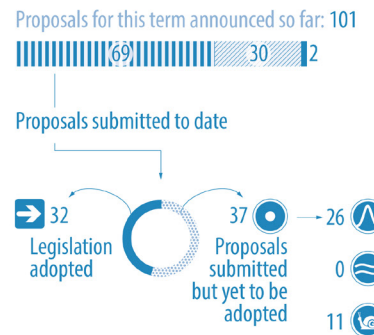 Proposals for this term announced so far: 101
69 30 2
Proposals submitted to date
32
Legislation
adopted
37
Proposals
submitted
but yet to be
adopted
26
0
11